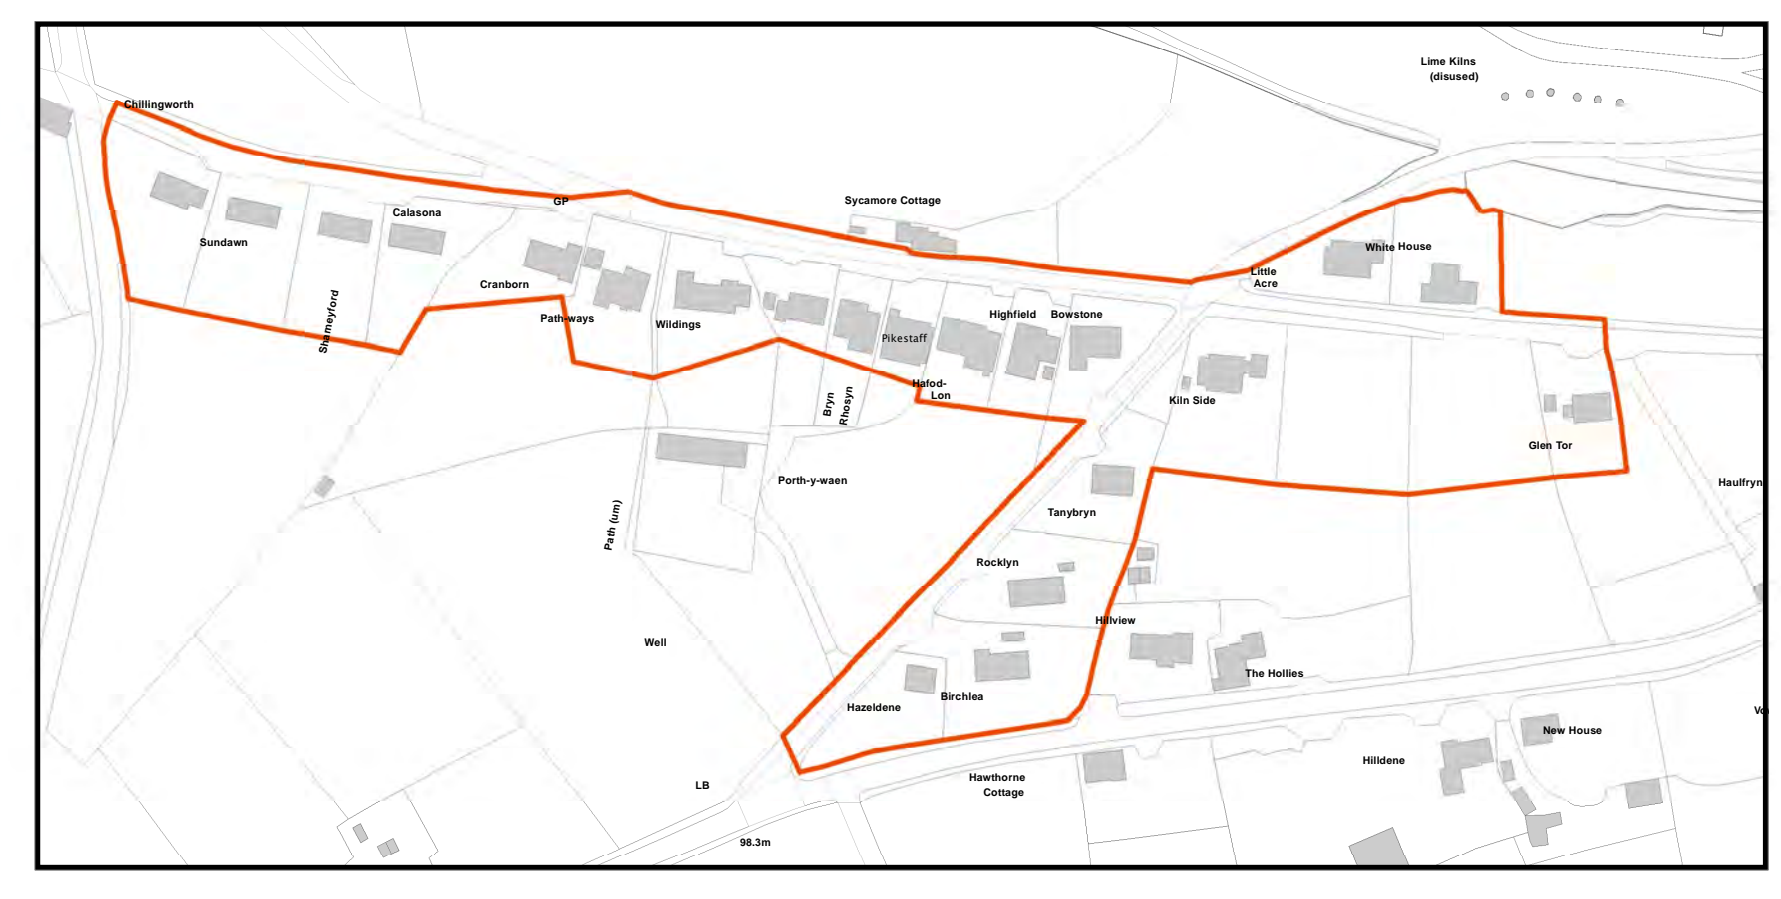 Lime Kilns
(disused)
Chillingworth
GP
Sycamore Cottage
Calasona
Sundawn
White House
Little
Acre
Cranborn
Shameyford
Path-ways
Wildings
Highfield
Bowstone
Pikestaff
Hafod-
Lon
Bryn
Rhosyn
Kiln Side
Glen Tor
Porth-y-waen
Haulfryn
Path (um)
Tanybryn
Rocklyn
Hillview
Well
The Hollies
Birchlea
Hazeldene
New House
Hilldene
LB
Hawthorne
Cottage
98.3m